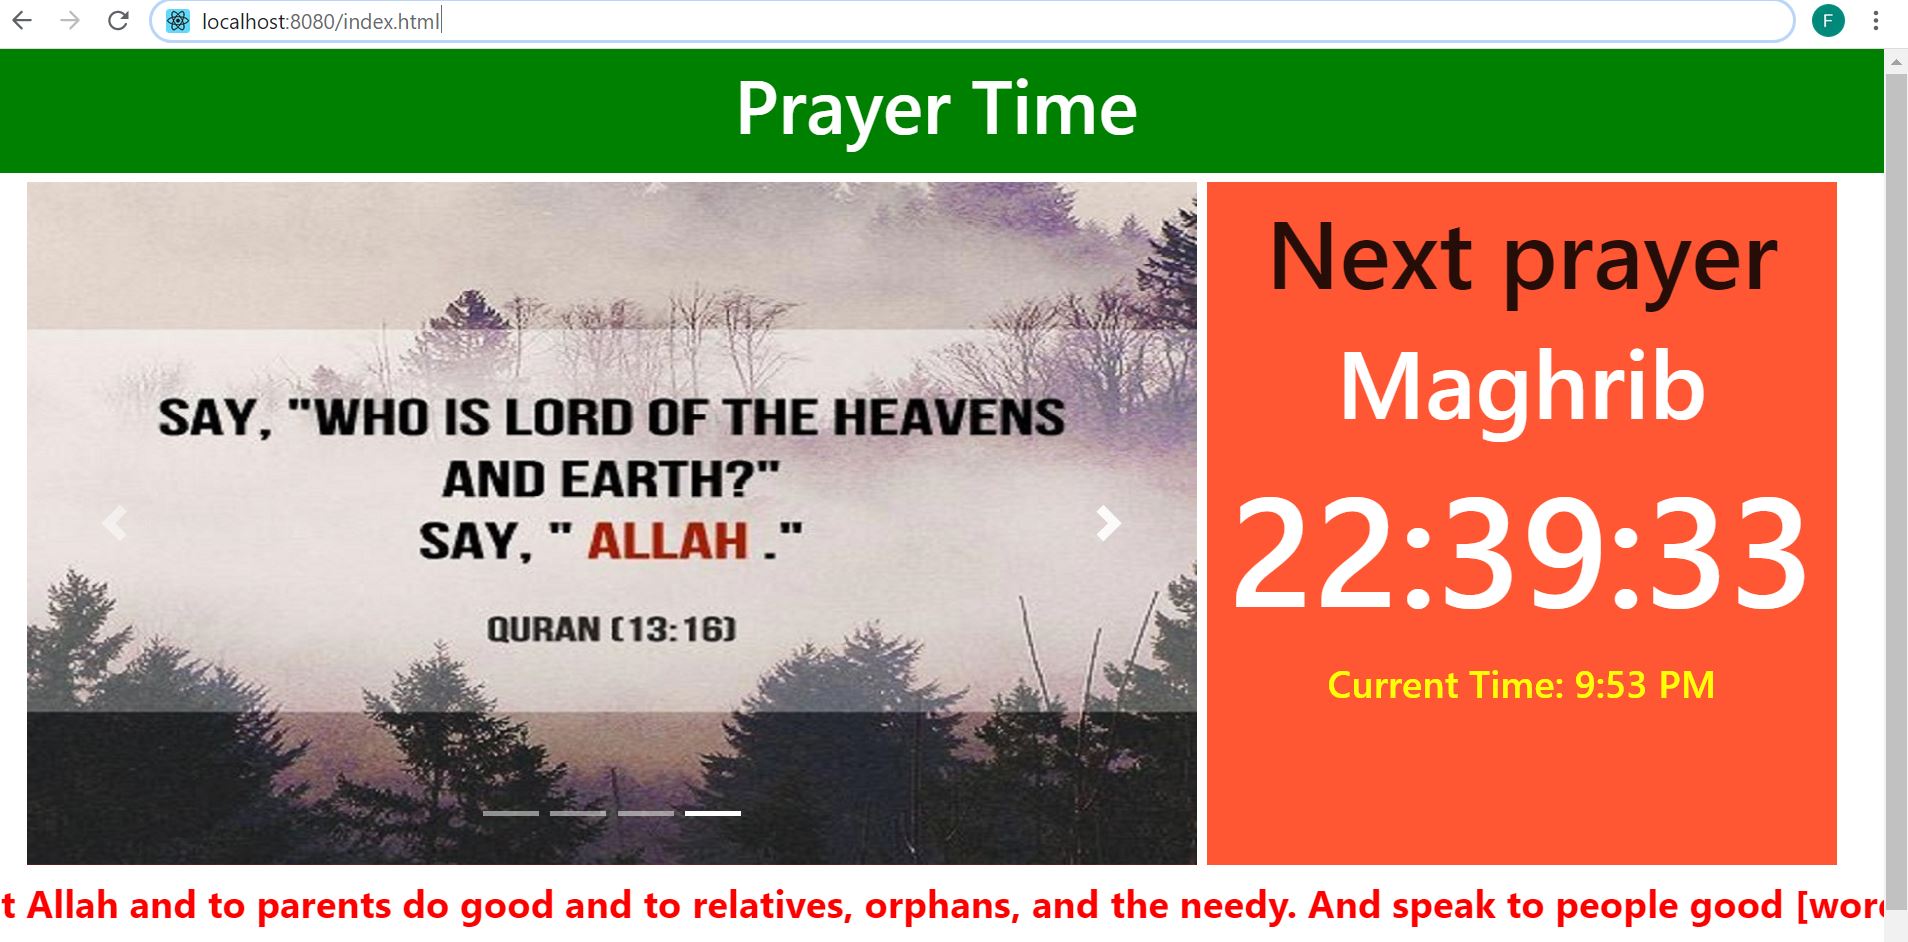 localhost:8080/index.html
F
Prayer Time
SAY, "WHO IS LORD OF THE HEAVENS
AND EARTH?"
SAY, " ALLAH ."
QURAN (13:16)
Next prayer
Maghrib
22:39:33
Current Time: 9:53 PM
t Allah and to parents do good and to relatives, orphans, and the needy. And speak to people good [wor